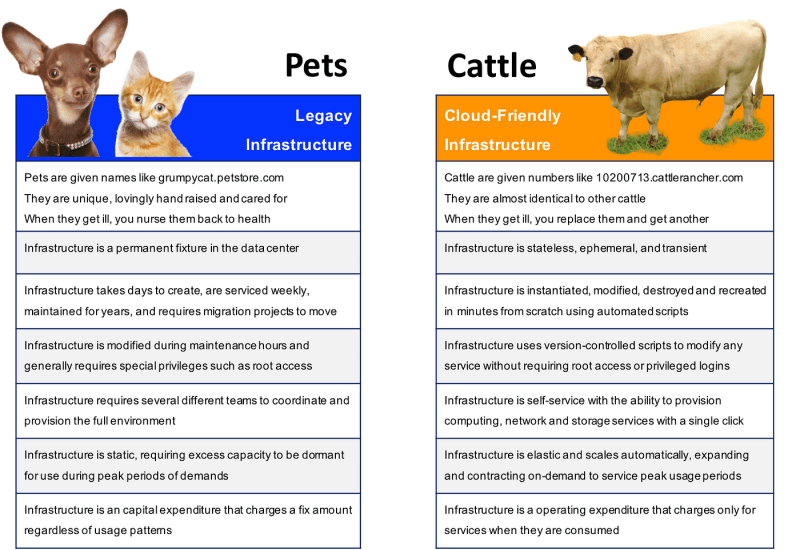 Pets
Legacy
Infrastructure
Pets are given names like grumpycat.petstore.com
They are unique, lovingly hand raised and cared for
When they get ill, you nurse them back to health
Infrastructure is a permanent fixture in the data center
Infrastructure takes days to create, are serviced weekly,
maintained for years, and requires migration projects to move
Infrastructure is modified during maintenance hours and
generally requires special privileges such as root access
Infrastructure requires several different teams to coordinate and
provision the full environment
Infrastructure is static, requiring excess capacity to be dormant
for use during peak periods of demands
Infrastructure is an capital expenditure that charges a fix amount
regardless of usage patterns
Cattle
Cloud-Friendly
Infrastructure
Cattle are given numbers like 10200713.cattlerancher.com
They are almost identical to other cattle
When they get ill, you replace them and get another
Infrastructure is stateless, ephemeral, and transient
Infrastructure is instantiated, modified, destroyed and recreated
in minutes from scratch using automated scripts
Infrastructure uses version-controlled scripts to modify any
service without requiring root access or privileged logins
Infrastructure is self-service with the ability to provision
computing, network and storage services with a single click
Infrastructure is elastic and scales automatically, expanding
and contracting on-demand to service peak usage periods
Infrastructure is a operating expenditure that charges only for
services when they are consumed